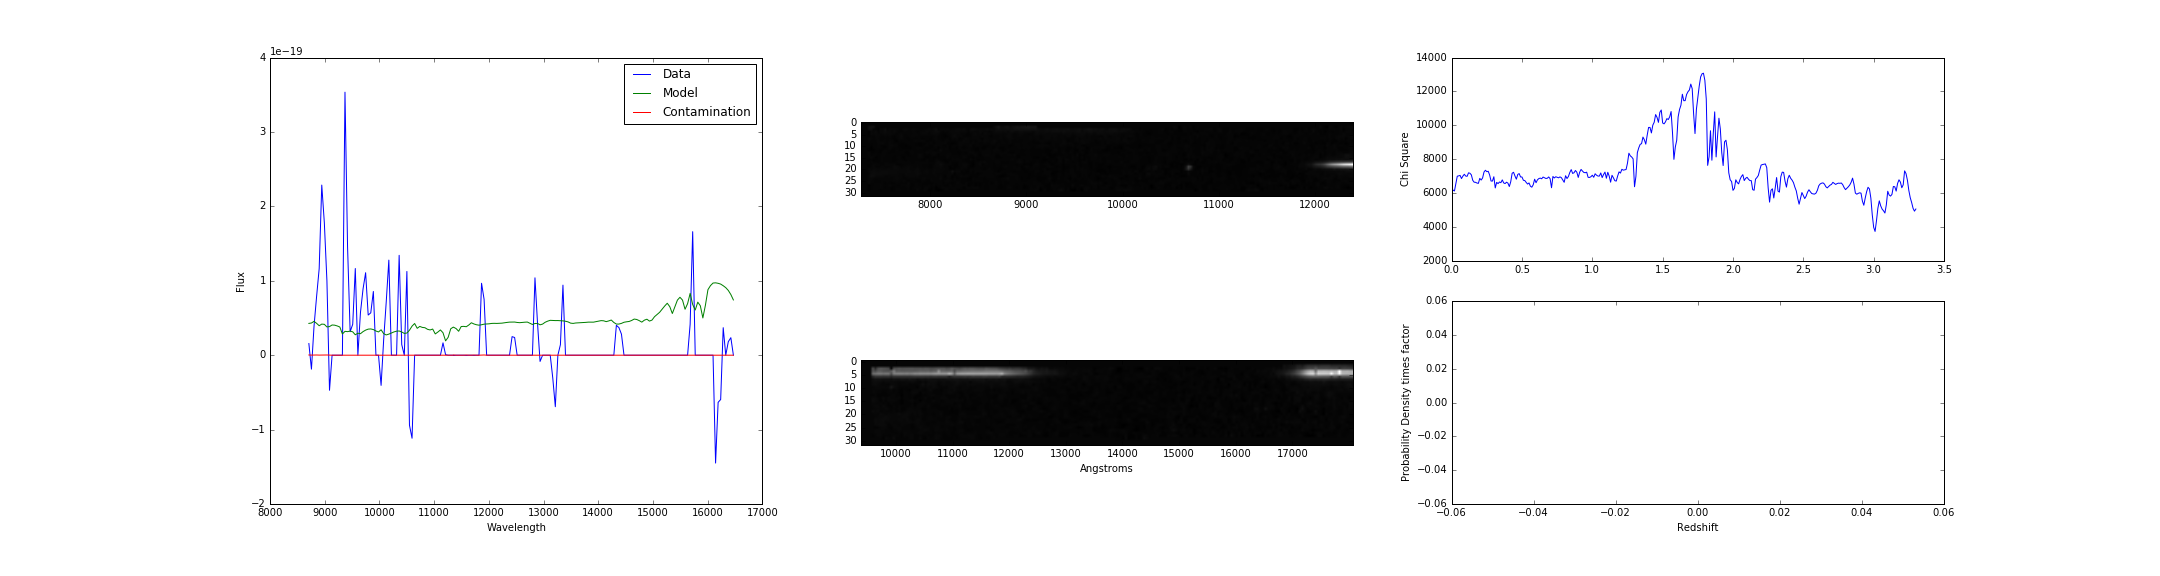 1e−19
4
3
2
1
0
−1
−2
8000 9000 10000 11000 12000 13000 14000 15000 16000 17000
Wavelength
Flux
Data
Model
Contamination
0
5
10
15
20
25
30
8000 9000 10000 11000 12000
0
5
10
15
20
25
30
10000 11000 12000 13000 14000 15000 16000 17000
Angstroms
14000
12000
10000
8000
6000
4000
2000
Chi Square
0.0 0.5 1.0 1.5 2.0 2.5 3.0 3.5
0.06
0.04
0.02
0.00
−0.02
−0.04
−0.06
Probability Density times factor
−0.06 −0.04 −0.02 0.00 0.02 0.04 0.06
Redshift